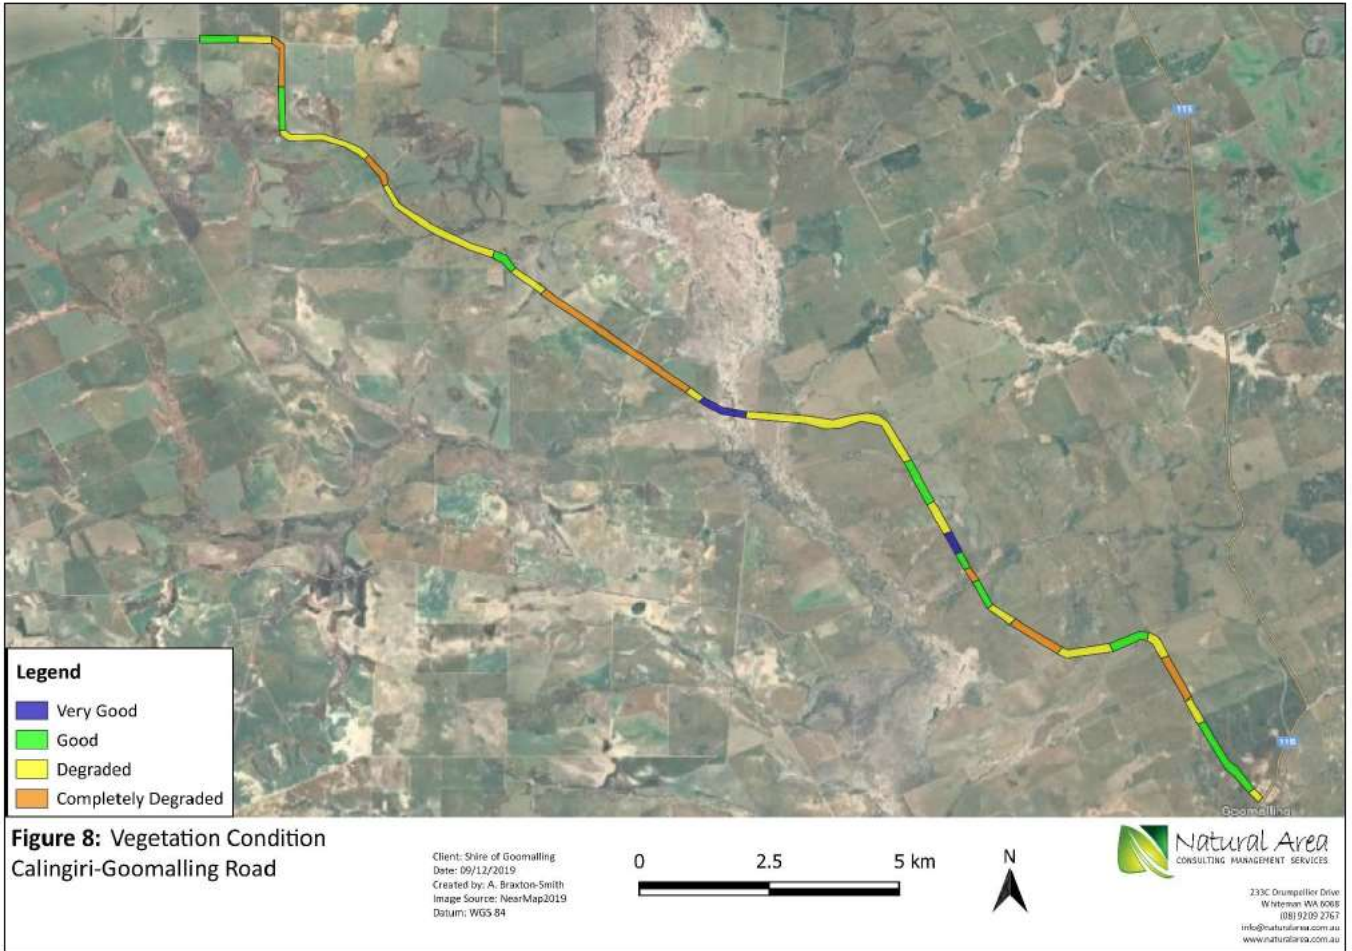 115
Legend
Very Good
Good
Degraded
Completely Degraded
115
Goomalling
Figure 8: Vegetation Condition
Calingiri-Goomalling Road
Client: Shire of Goomalling
Date: 09/12/2019
Created by: A. Braxton-Smith
Image Source: NearMap2019
Datum: WGS 84
0 2.5 5 km
N
Natural Area
CONSULTING MANAGEMENT SERVICES
233C Drumpellier Drive
Whiteman WA 6068
(08) 9209 2767
info@naturalarea.com.au
www.naturalarea.com.au